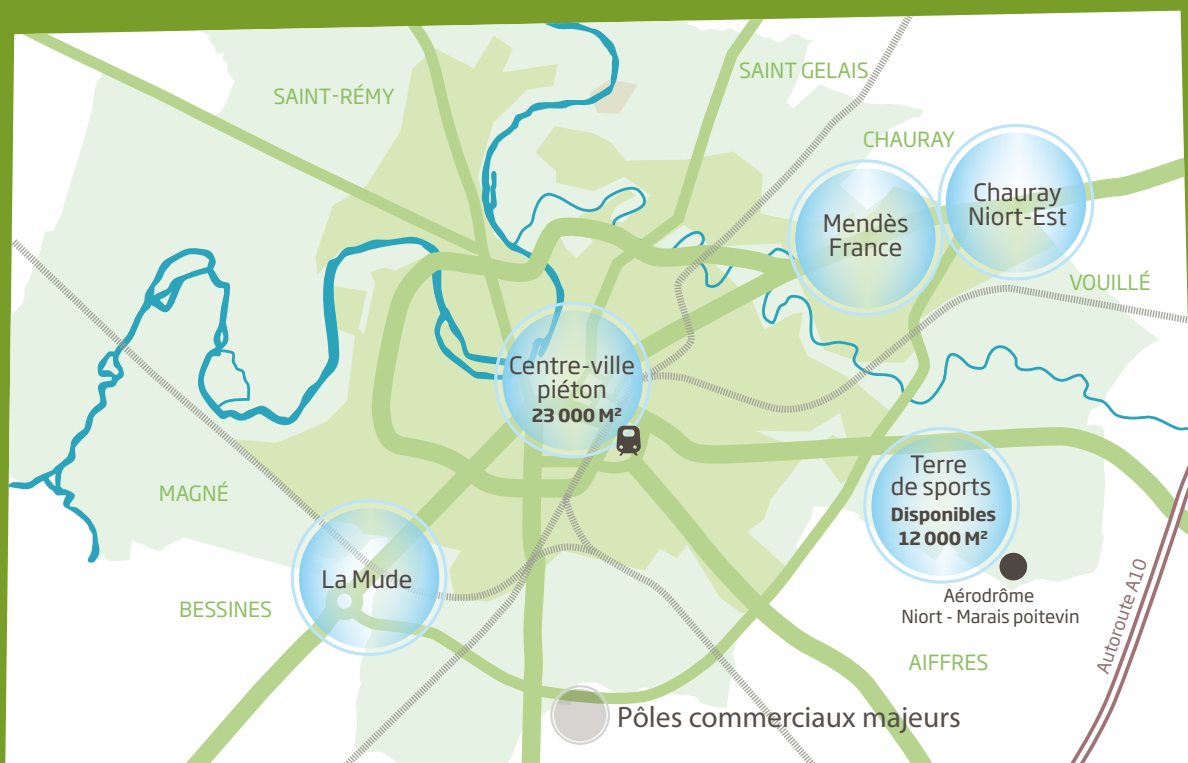 SAINT GELAIS
SAINT-RÉMY
CHAURAY
Chauray
Niort-Est
Mendès
France
VOUILLÉ
Centre-ville
piéton
23 000 M²
Terre
de sports
Disponibles
12 000 M²
MAGNÉ
La Mude
Aérodrôme
Niort - Marais poitevin
BESSINES
Autoroute A10
AIFFRES
Pôles commerciaux majeurs